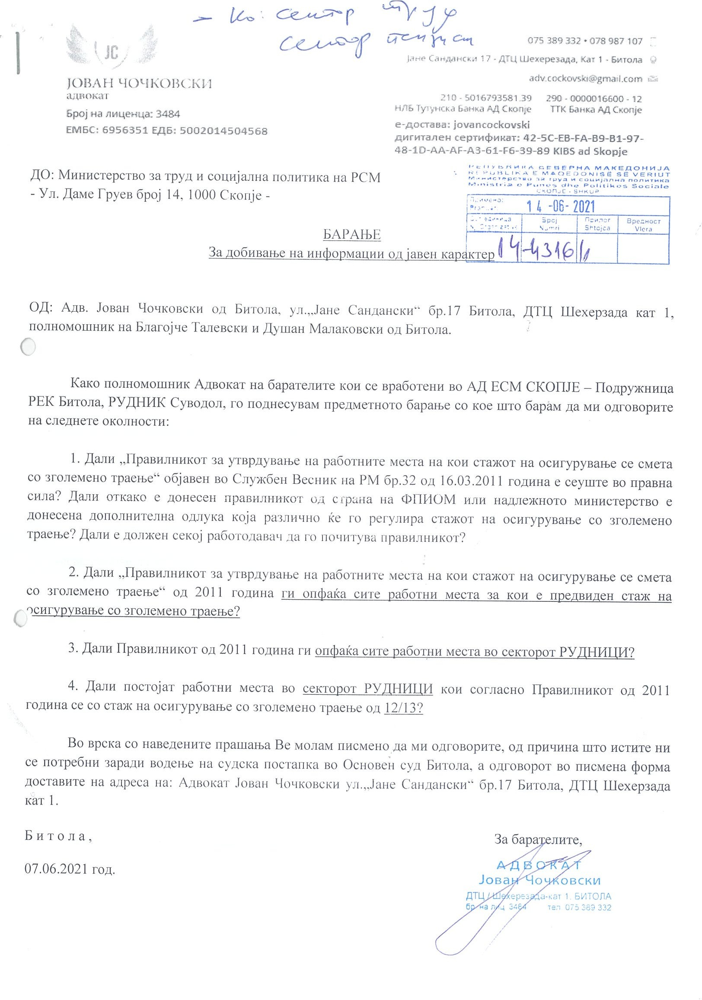 - Ко: сектор труд
сектор пензии
JC
ЈОВАН ЧОЧКОВСКИ
адвокат
Број на лиценца: 3484
ЕМБС: 6956351 ЕДБ: 5002014504568
075 389 332 • 078 987 107
Јане Сандански 17 - ДТЦ Шехерезада, Кат 1 - Битола
adv.cockovski@gmail.com
210 - 5016793581.39 290 - 0000016600 - 12
НЛБ Тутунска Банка АД Скопје ТТК Банка АД Скопје
е-достава: jovancockovski
дигитален сертификат: 42-5C-EB-FA-B9-B1-97-
48-1D-AA-AF-A3-61-F6-39-89 KIBS ad Skopje
ДО: Министерство за труд и социјална политика на РСМ
- Ул. Даме Груев број 14, 1000 Скопје -
РЕПУБЛИКА СЕВЕРНА МАКЕДОНИЈА
REPUBLIKA E MAQEDONISË SË VERIUT
Министерство за труд и социјална политика
Ministria e Punës dhe Politikës Sociale
СКОПЈЕ - SHKUP
Примено:
14 -06- 2021
Број Прилог Вредност
Numri Shtojca Vlera
14-4316/1
БАРАЊЕ
За добивање на информации од јавен карактер
ОД: Адв. Јован Чочковски од Битола, ул.„Јане Сандански“ бр.17 Битола, ДТЦ Шехерзада кат 1,
полномошник на Благојче Талевски и Душан Малаковски од Битола.
Како полномошник Адвокат на барателите кои се вработени во АД ЕСМ СКОПЈЕ – Подружница
РЕК Битола, РУДНИК Суводол, го поднесувам предметното барање со кое што барам да ми одговорите
на следнете околности:
1. Дали „Правилникот за утврдување на работните места на кои стажот на осигурување се смета
со зголемено траење“ објавен во Службен Весник на РМ бр.32 од 16.03.2011 година е сеуште во правна
сила? Дали откако е донесен правилникот од страна на ФПИОМ или надлежното министерство е
донесена дополнителна одлука која различно ќе го регулира стажот на осигурување со зголемено
траење? Дали е должен секој работодавач да го почитува правилникот?
2. Дали „Правилникот за утврдување на работните места на кои стажот на осигурување се смета
со зголемено траење“ од 2011 година ги опфаќа сите работни места за кои е предвиден стаж на
осигурување со зголемено траење?
3. Дали Правилникот од 2011 година ги опфаќа сите работни места во секторот РУДНИЦИ?
4. Дали постојат работни места во секторот РУДНИЦИ кои согласно Правилникот од 2011
година се со стаж на осигурување со зголемено траење од 12/13?
Во врска со наведените прашања Ве молам писмено да ми одговорите, од причина што истите ни
се потребни заради водење на судска постапка во Основен суд Битола, а одговорот во писмена форма
доставите на адреса на: Адвокат Јован Чочковски ул.„Јане Сандански“ бр.17 Битола, ДТЦ Шехерзада
кат 1.
Битола,
07.06.2021 год.
За барателите,
АДВОКАТ
Јован Чочковски
ДТЦ / Шехерезада-кат 1. БИТОЛА
бр на лиц 3484 тел 075 389 332